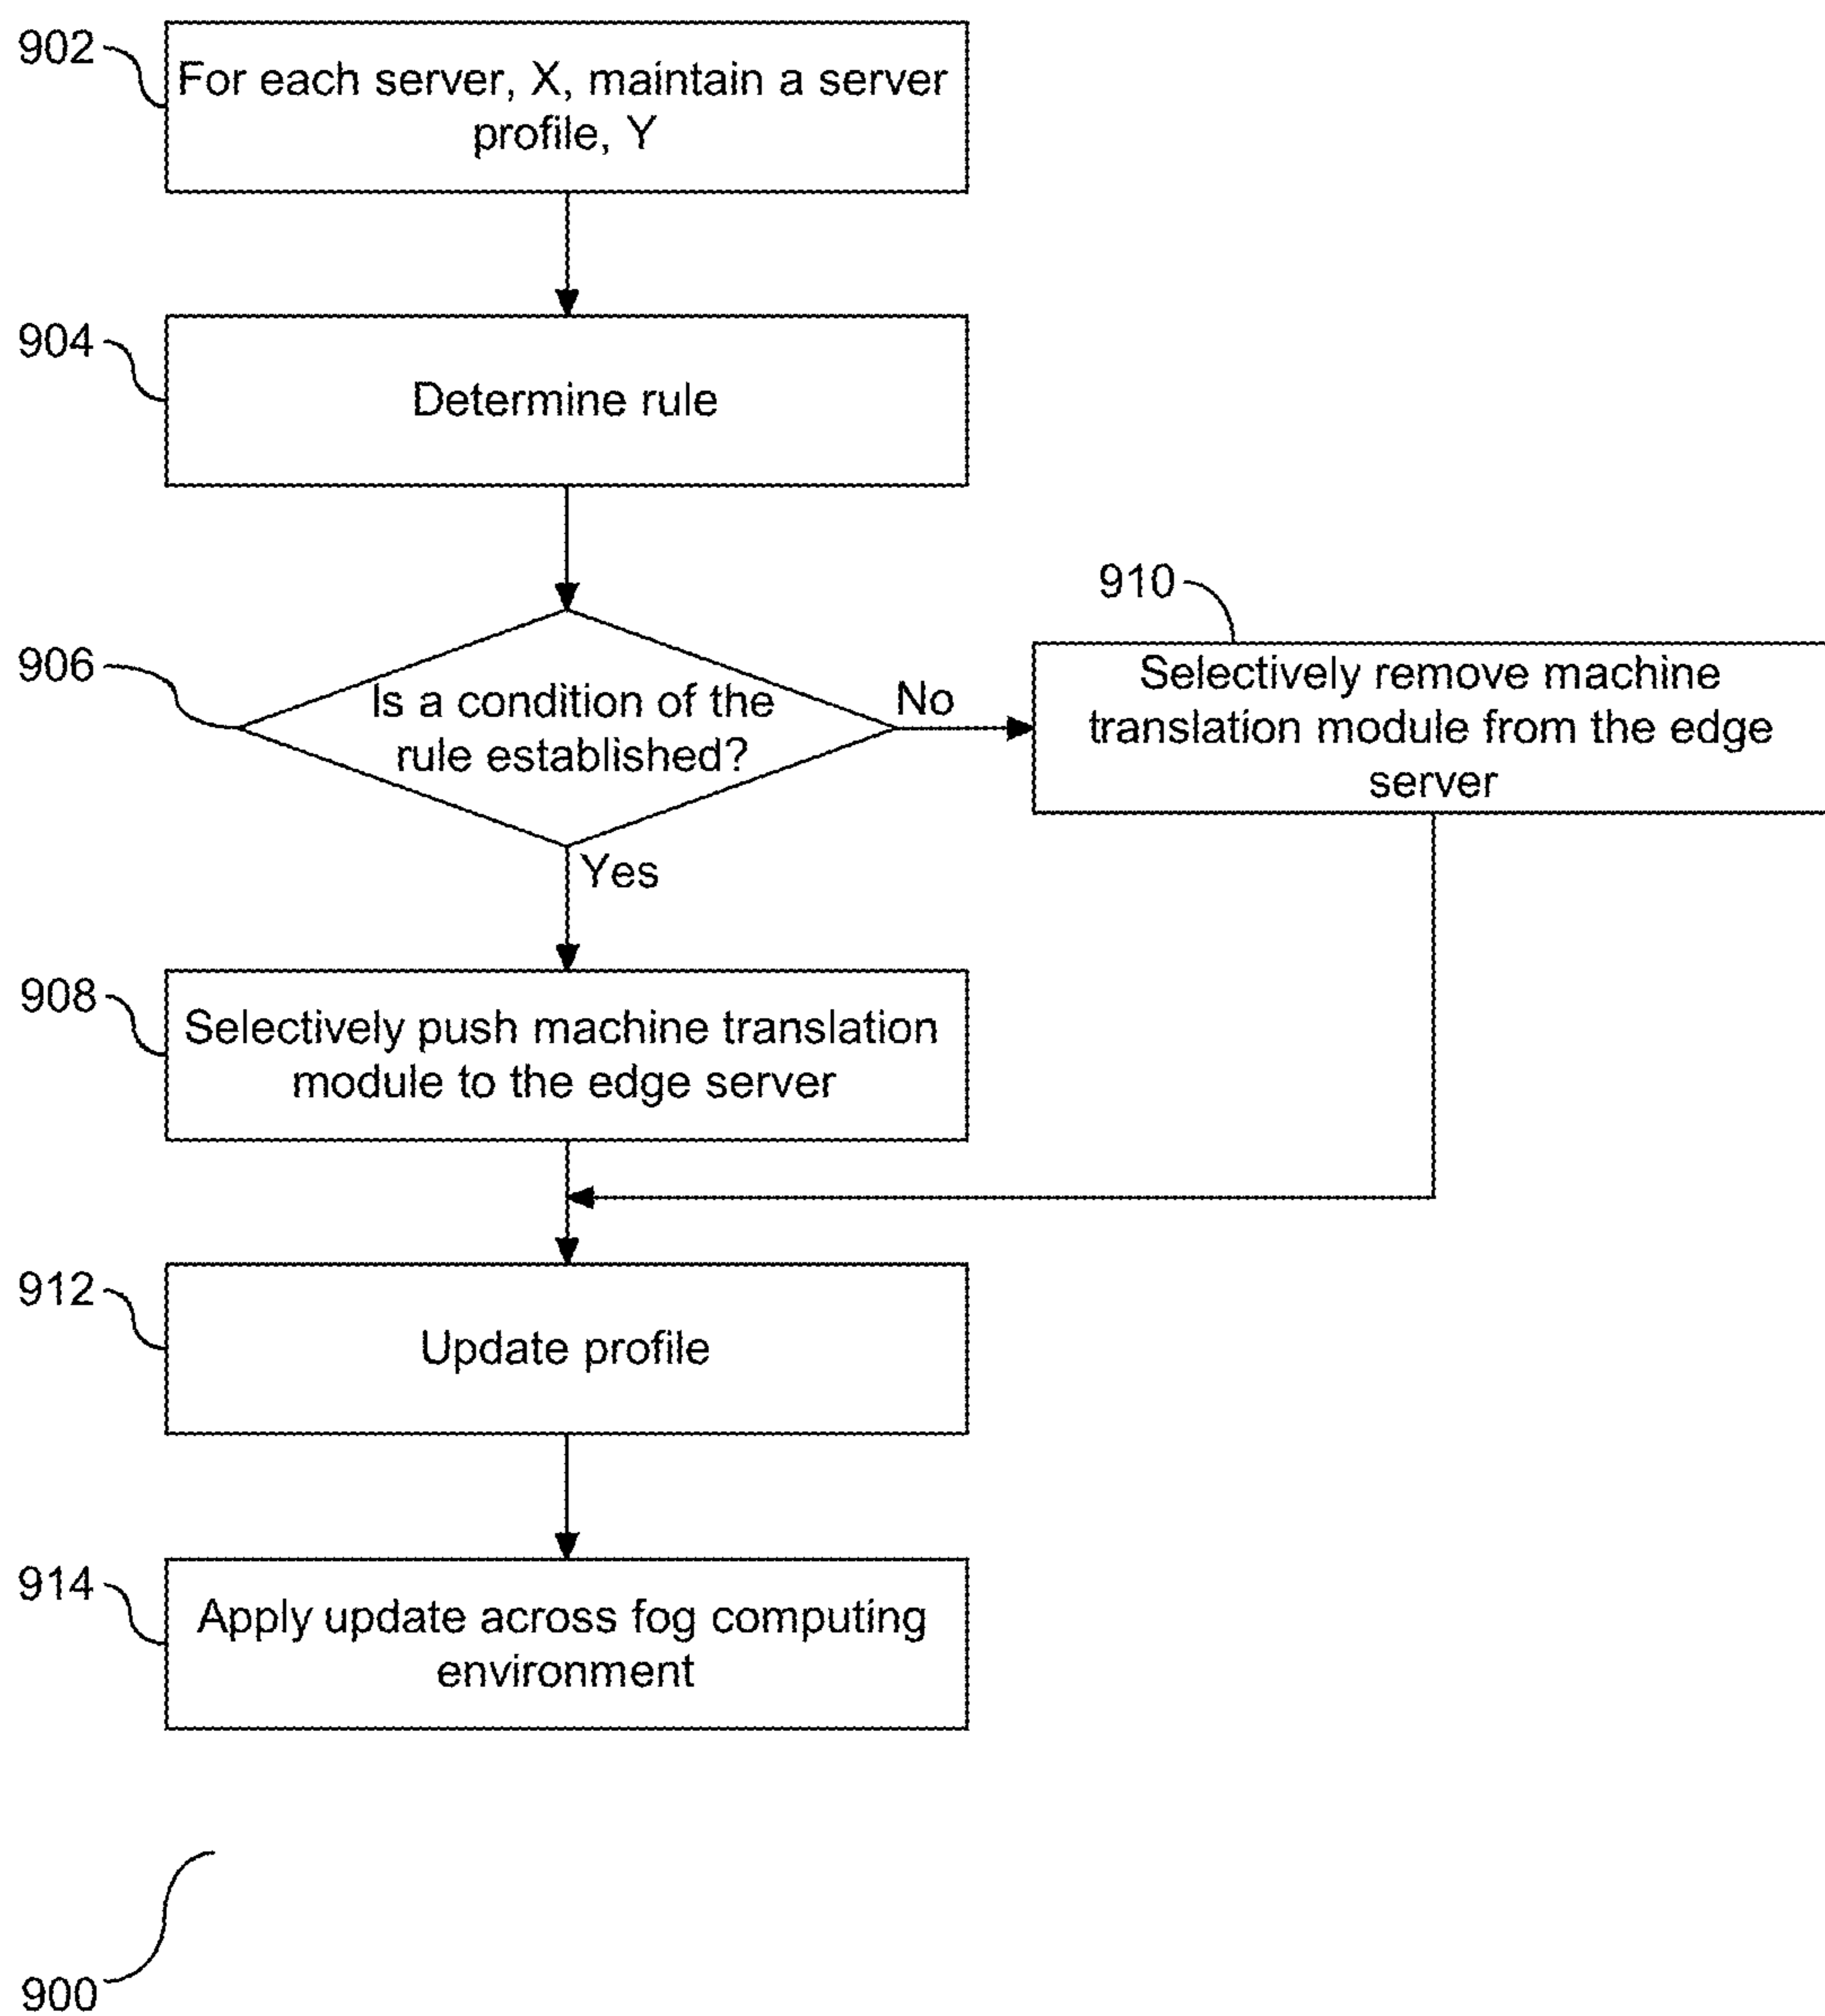 902
For each server, X, maintain a server
profile, Y
904
Determine rule
910
906
Is a condition of the
rule established?
No
Selectively remove machine
translation module from the edge
server
Yes
908
Selectively push machine translation
module to the edge server
912
Update profile
914
Apply update across fog computing
environment
900